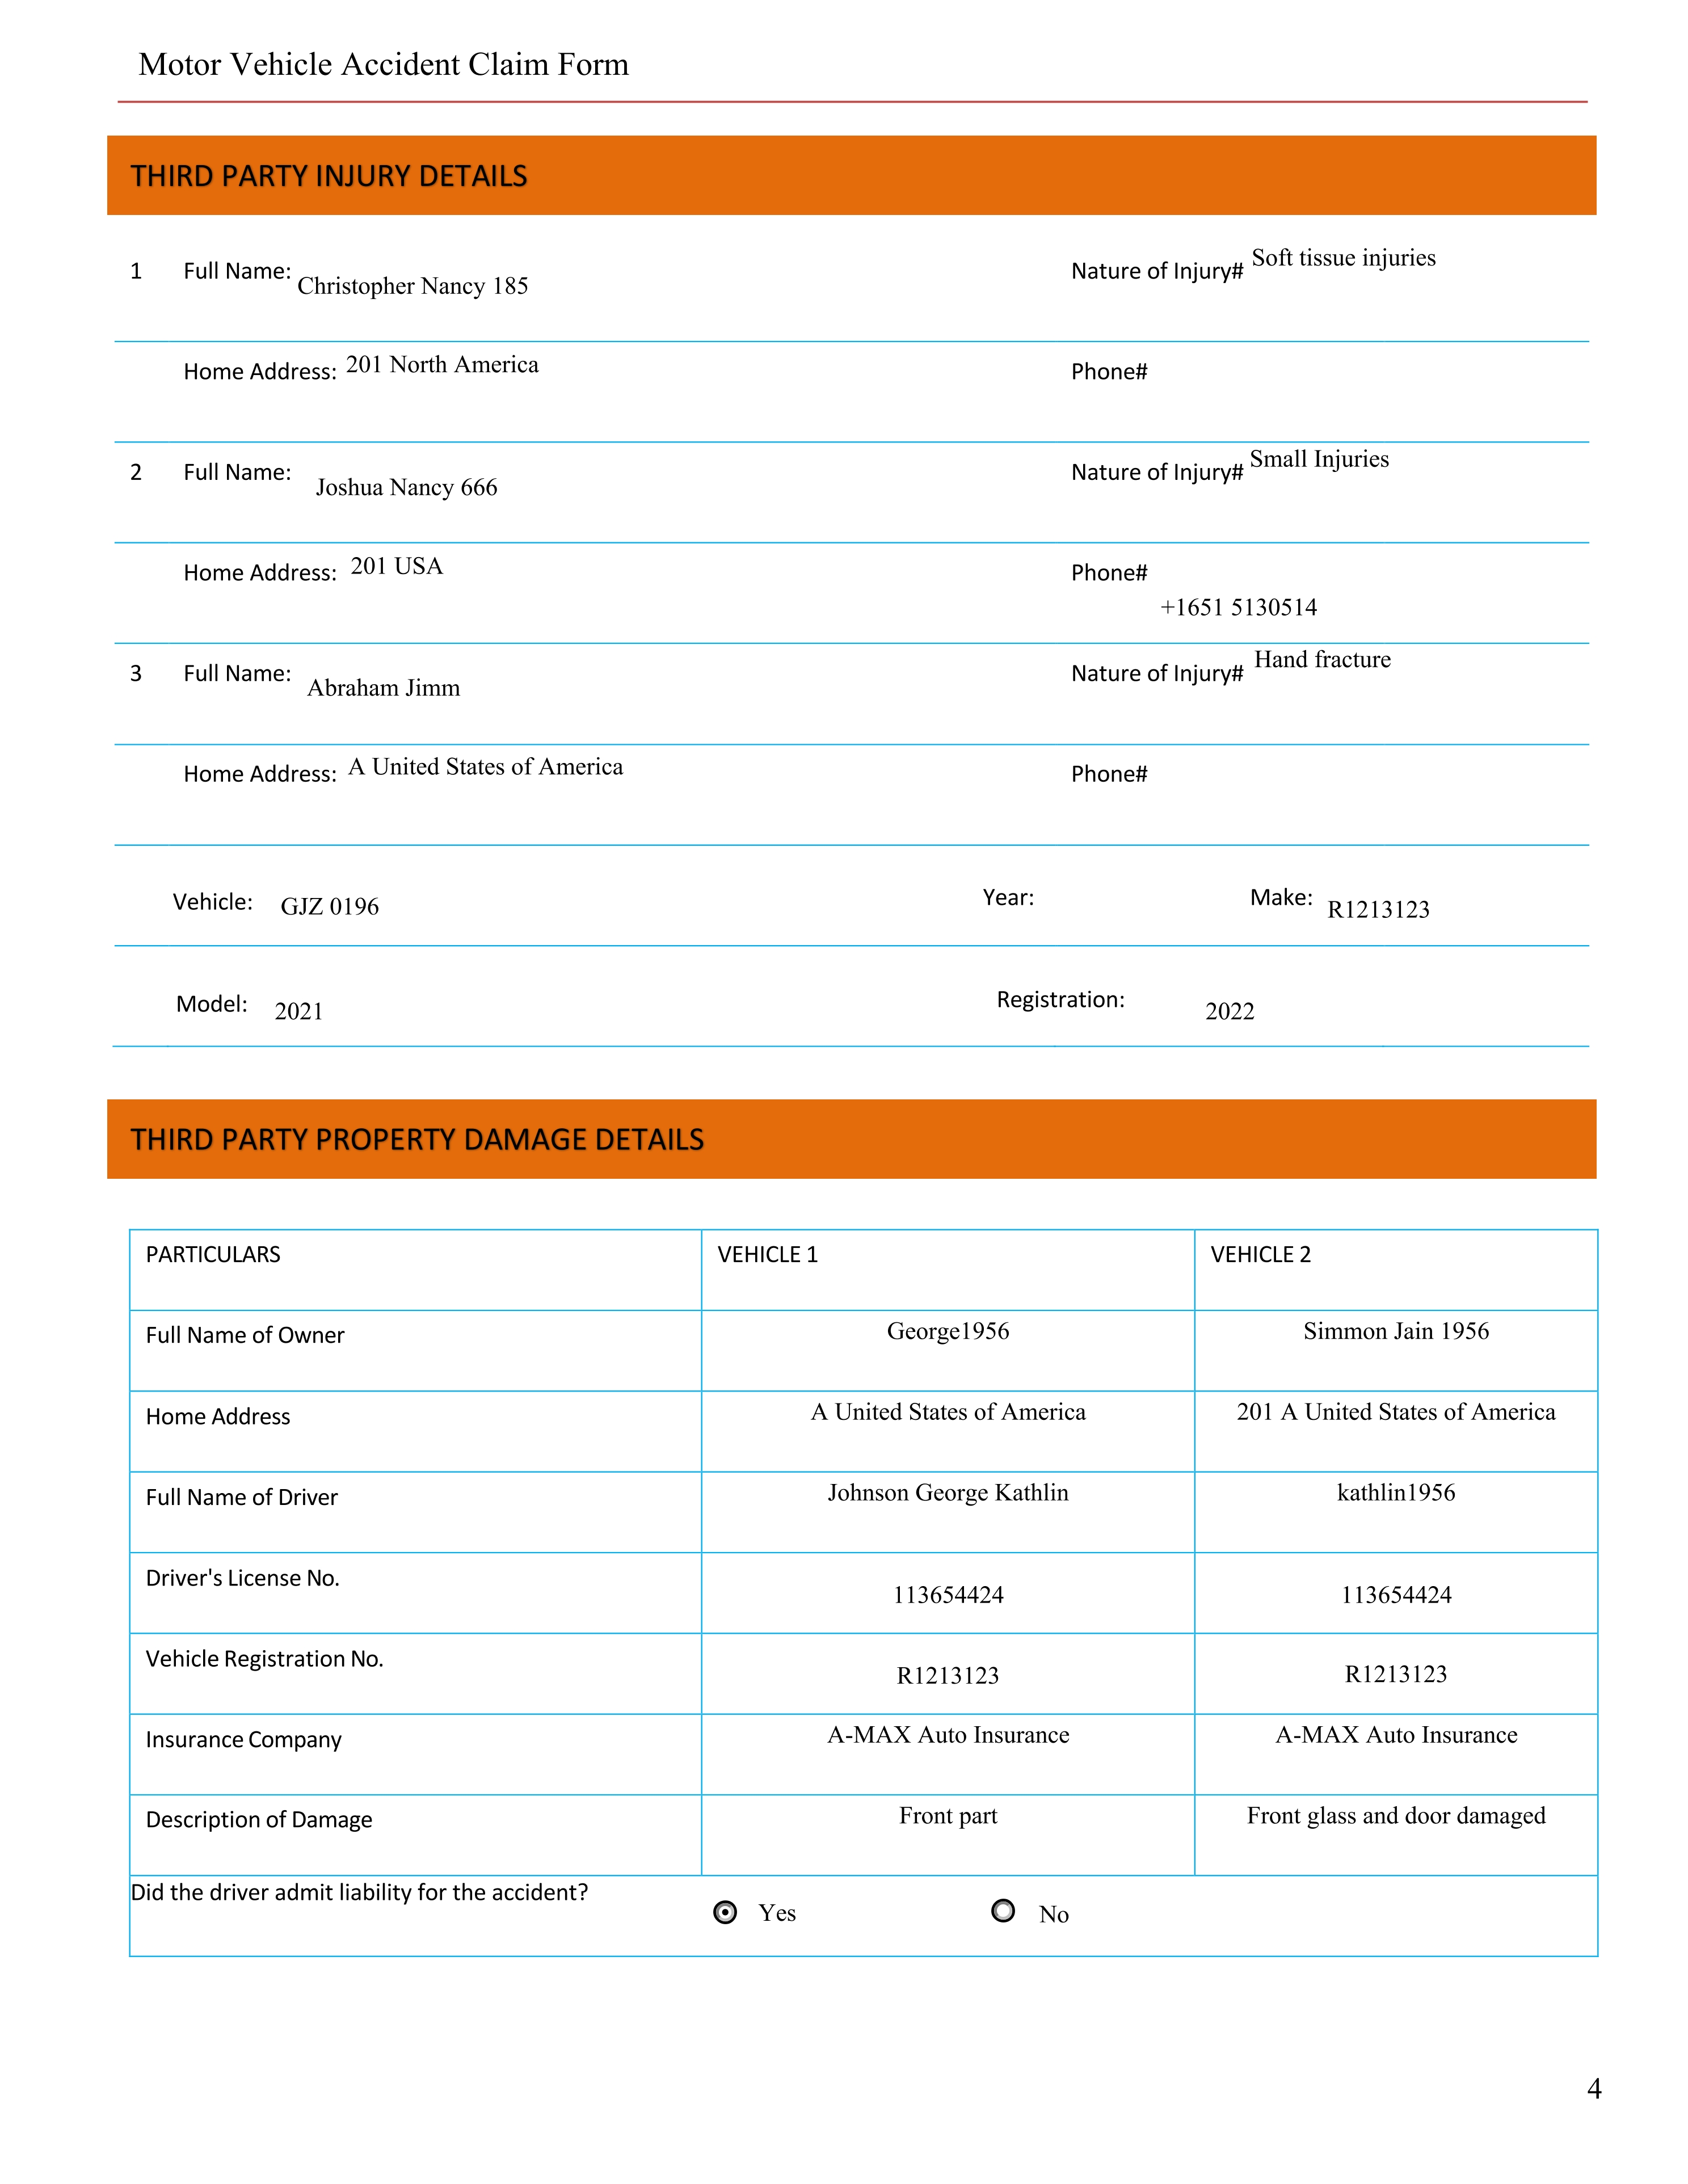 Motor Vehicle Accident Claim Form
THIRD PARTY INJURY DETAILS
1 Full Name: Christopher Nancy 185 Nature of Injury# Soft tissue injuries
Home Address: 201 North America Phone#
2 Full Name: Joshua Nancy 666 Nature of Injury# Small Injuries
Home Address: 201 USA Phone# +1651 5130514
3 Full Name: Abraham Jimm Nature of Injury# Hand fracture
Home Address: A United States of America Phone#
Vehicle: GJZ 0196 Year: Make: R1213123
Model: 2021 Registration: 2022
THIRD PARTY PROPERTY DAMAGE DETAILS
PARTICULARS VEHICLE 1 VEHICLE 2
Full Name of Owner George1956 Simmon Jain 1956
Home Address A United States of America 201 A United States of America
Full Name of Driver Johnson George Kathlin kathlin1956
Driver's License No. 113654424 113654424
Vehicle Registration No. R1213123 R1213123
Insurance Company A-MAX Auto Insurance A-MAX Auto Insurance
Description of Damage Front part Front glass and door damaged
Did the driver admit liability for the accident? Yes No
4